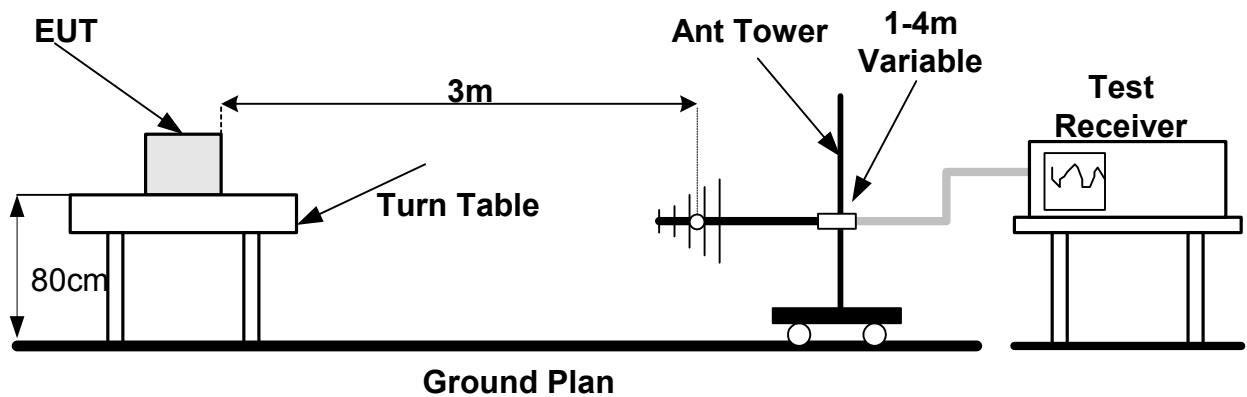 EUT
3m
Ant Tower
1-4m
Variable
Test
Receiver
Turn Table
80cm
Ground Plan